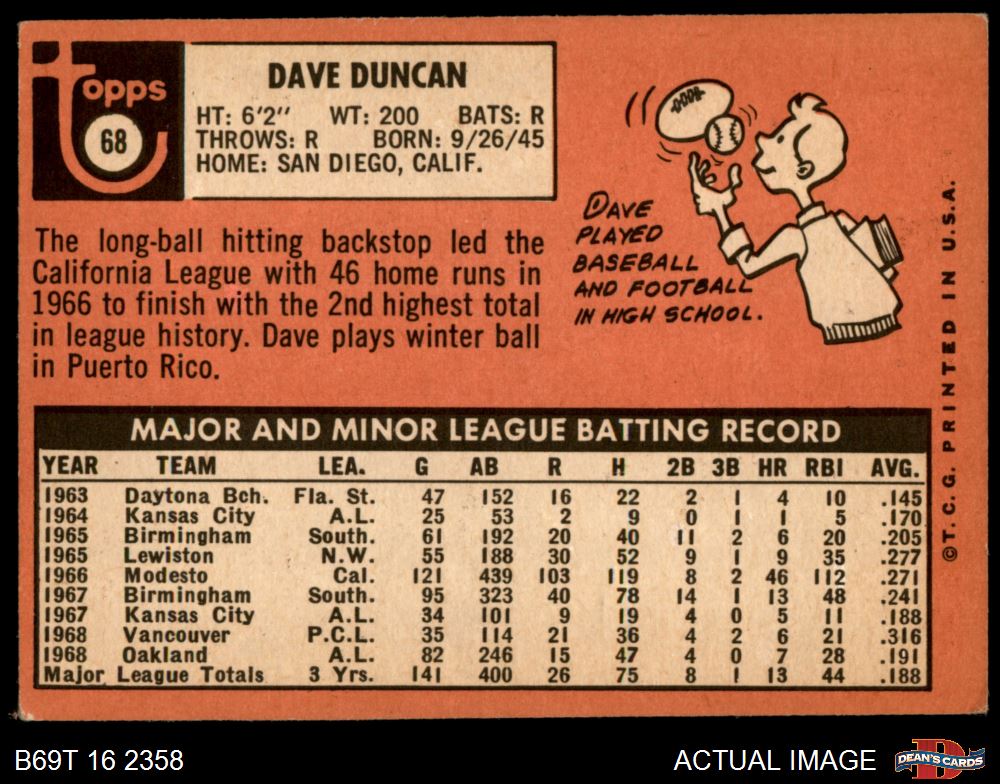 Topps
68
DAVE DUNCAN
HT: 6'2" WT: 200 BATS: R
THROWS: R BORN: 9/26/45
HOME: SAN DIEGO, CALIF.
The long-ball hitting backstop led the
California League with 46 home runs in
1966 to finish with the 2nd highest total
in league history. Dave plays winter ball
in Puerto Rico.
DAVE
PLAYED
BASEBALL
AND FOOTBALL
IN HIGH SCHOOL.
©T.C.G. PRINTED IN U.S.A.
MAJOR AND MINOR LEAGUE BATTING RECORD
YEAR TEAM LEA. G AB R H 2B 3B HR RBI AVG.
1963 Daytona Bch. Fla. St. 47 152 16 22 2 1 4 10 .145
1964 Kansas City A.L. 25 53 2 9 0 1 1 5 .170
1965 Birmingham South. 61 192 20 40 11 2 6 20 .205
1965 Lewiston N.W. 55 188 30 52 9 1 9 35 .277
1966 Modesto Cal. 121 439 103 119 8 2 46 112 .271
1967 Birmingham South. 95 323 40 78 14 1 13 48 .241
1967 Kansas City A.L. 34 101 9 19 4 0 5 11 .188
1968 Vancouver P.C.L. 35 114 21 36 4 2 6 21 .316
1968 Oakland A.L. 82 246 15 47 4 0 7 28 .191
Major League Totals 3 Yrs. 141 400 26 75 8 1 13 44 .188
B69T 16 2358
ACTUAL IMAGE
DEAN'S CARDS